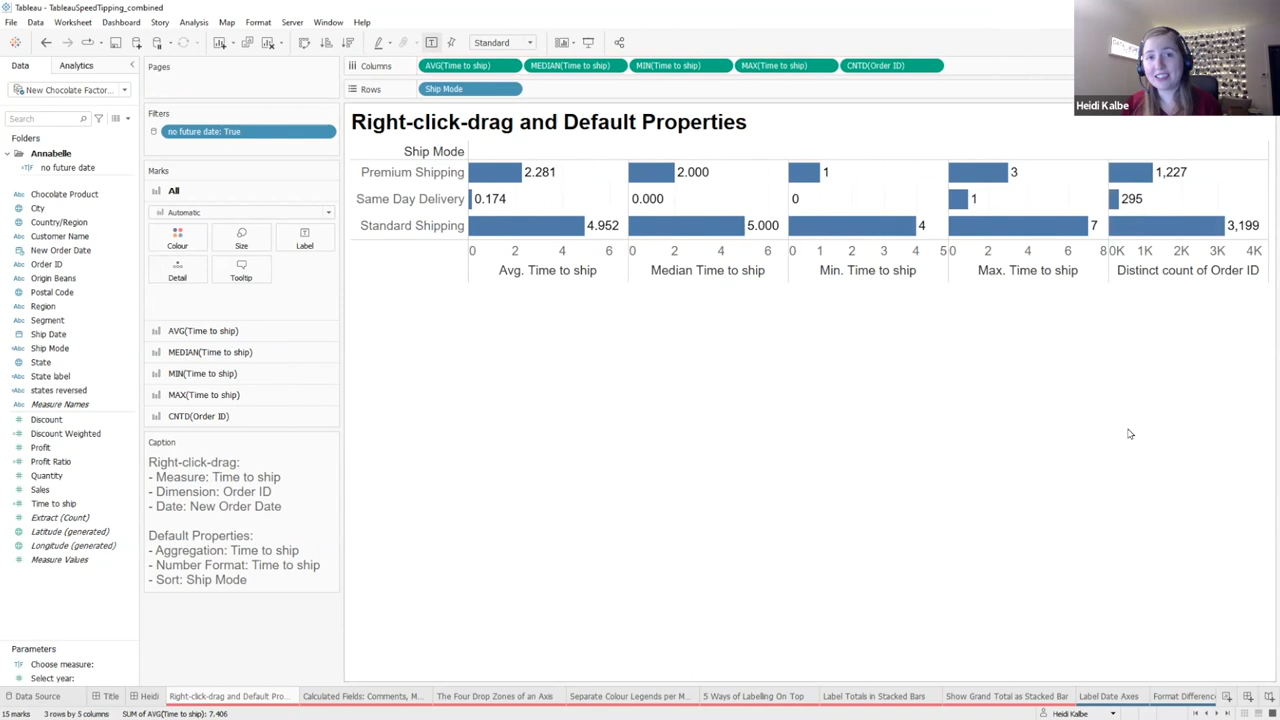 Tableau - TableauSpeedTipping_combined
File Data Worksheet Dashboard Story Analysis Map Format Server Window Help
Standard
Data Analytics
New Chocolate Factor...
Search
Folders
Annabelle
no future date
Chocolate Product
City
Country/Region
Customer Name
New Order Date
Order ID
Origin Beans
Postal Code
Region
Segment
Ship Date
Ship Mode
State
State label
states reversed
Measure Names
Discount
Discount Weighted
Profit
Profit Ratio
Quantity
Sales
Time to ship
Extract (Count)
Latitude (generated)
Longitude (generated)
Measure Values
Parameters
Choose measure:
Select year:
Pages
Filters
no future date: True
Marks
All
Automatic
Colour Size Label
Detail Tooltip
AVG(Time to ship)
MEDIAN(Time to ship)
MIN(Time to ship)
MAX(Time to ship)
CNTD(Order ID)
Caption
Right-click-drag:
- Measure: Time to ship
- Dimension: Order ID
- Date: New Order Date
Default Properties:
- Aggregation: Time to ship
- Number Format: Time to ship
- Sort: Ship Mode
Columns AVG(Time to ship) MEDIAN(Time to ship) MIN(Time to ship) MAX(Time to ship) CNTD(Order ID)
Rows Ship Mode
Heidi Kalbe
Right-click-drag and Default Properties
Ship Mode
Premium Shipping 2.281 2.000 1 3 1,227
Same Day Delivery 0.174 0.000 0 1 295
Standard Shipping 4.952 5.000 4 7 3,199
0 2 4 6 0 2 4 6 0 1 2 3 4 5 0 2 4 6 8 0K 1K 2K 3K 4K
Avg. Time to ship Median Time to ship Min. Time to ship Max. Time to ship Distinct count of Order ID
Data Source Title Heidi Right-click-drag and Default Pro... Calculated Fields: Comments, M... The Four Drop Zones of an Axis Separate Colour Legends per M... 5 Ways of Labelling On Top Label Totals in Stacked Bars Show Grand Total as Stacked Bar Label Date Axes Format Difference
15 marks 3 rows by 5 columns SUM of AVG(Time to ship): 7.406 Heidi Kalbe